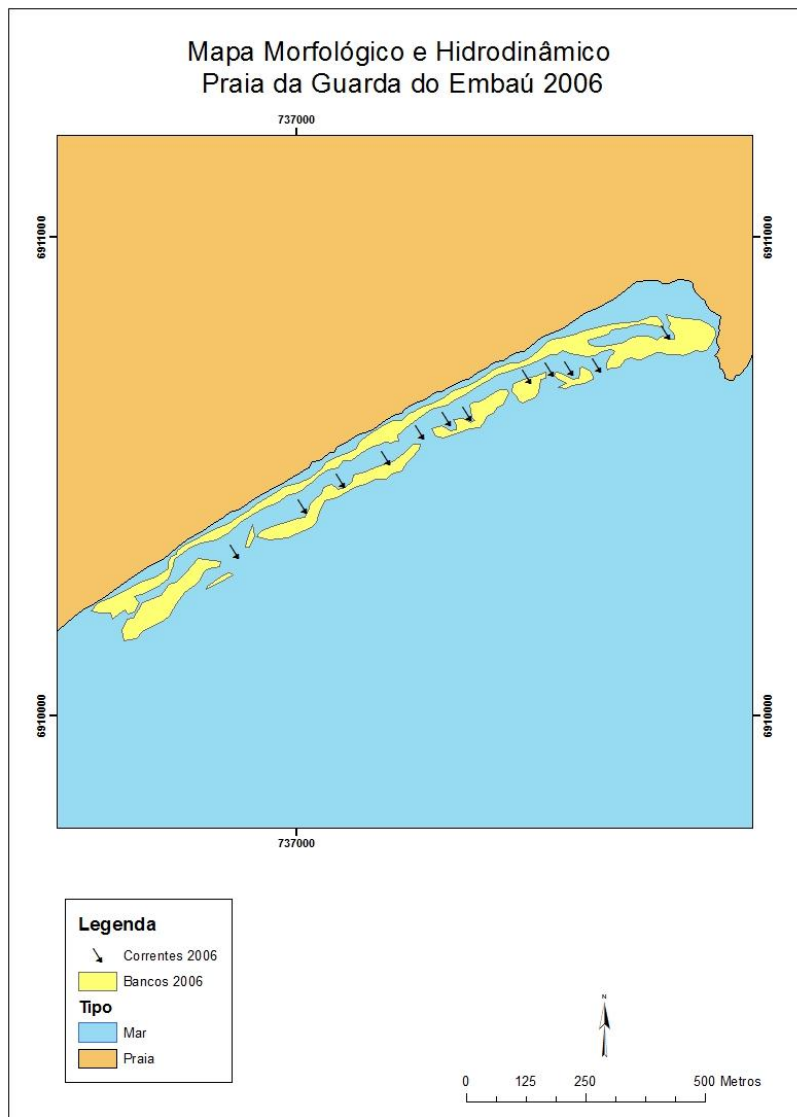 Mapa Morfológico e Hidrodinâmico
Praia da Guarda do Embaú 2006
737000
6911000
6911000
6910000
6910000
737000
Legenda
Correntes 2006
Bancos 2006
Tipo
Mar
Praia
N
0 125 250 500 Metros